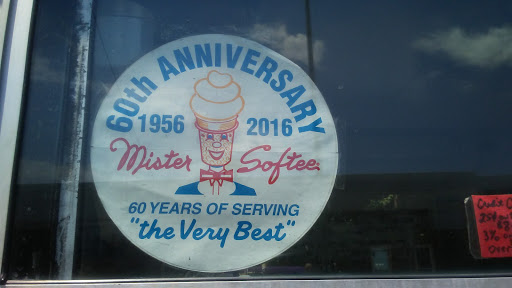 60th ANNIVERSARY
1956 2016
Mister Softee
60 YEARS OF SERVING
"the Very Best"